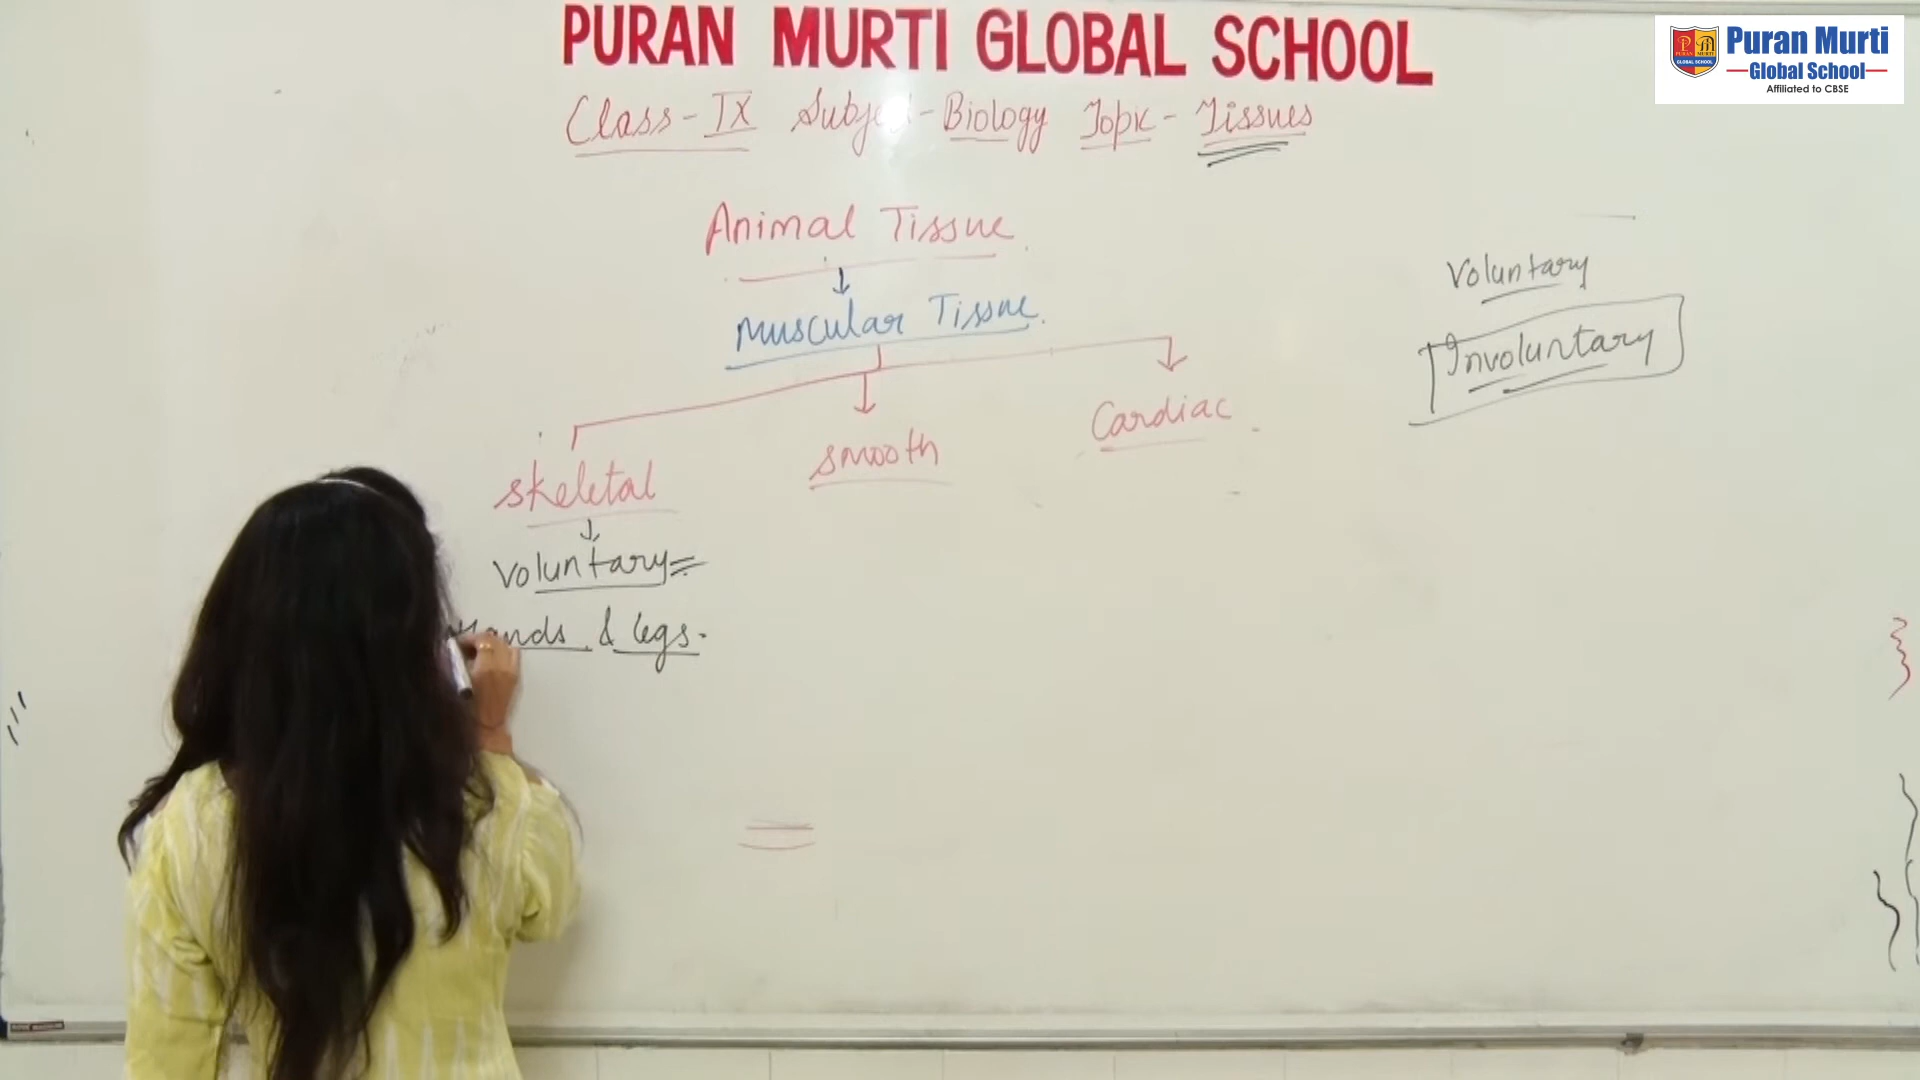 PURAN MURTI GLOBAL SCHOOL
Puran Murti
Global School
Affiliated to CBSE
Class - IX Subject - Biology Topic - Tissues
Animal Tissue
Muscular Tissue
Voluntary
Involuntary
Skeletal smooth Cardiac
Voluntary
Hands & legs.